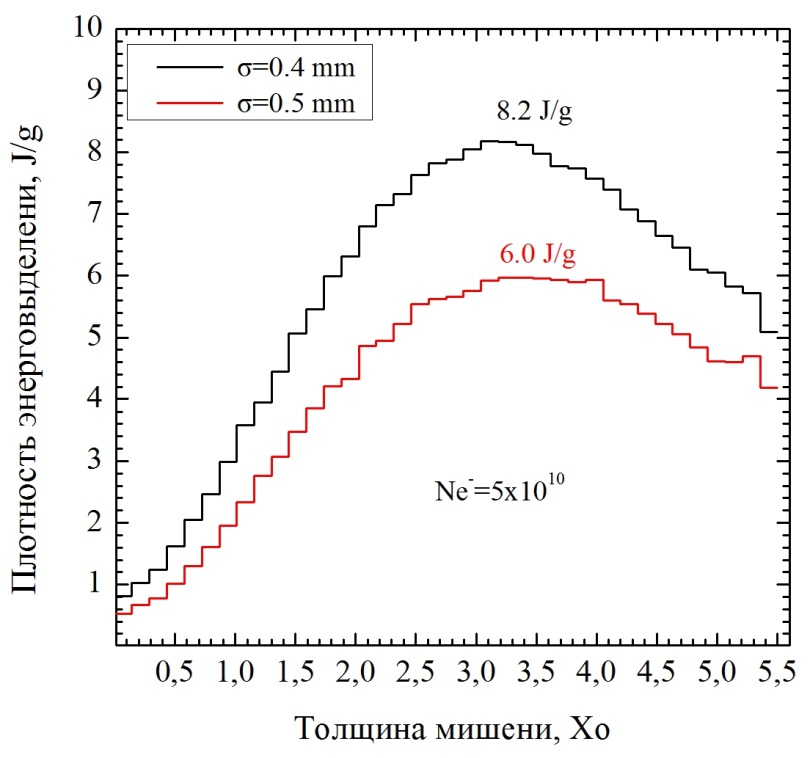 10
9
8
7
6
5
4
3
2
1
Плотность энерговыделени, J/g
σ=0.4 mm
σ=0.5 mm
8.2 J/g
6.0 J/g
Ne⁻=5x10¹⁰
0,5 1,0 1,5 2,0 2,5 3,0 3,5 4,0 4,5 5,0 5,5
Толщина мишени, Xo